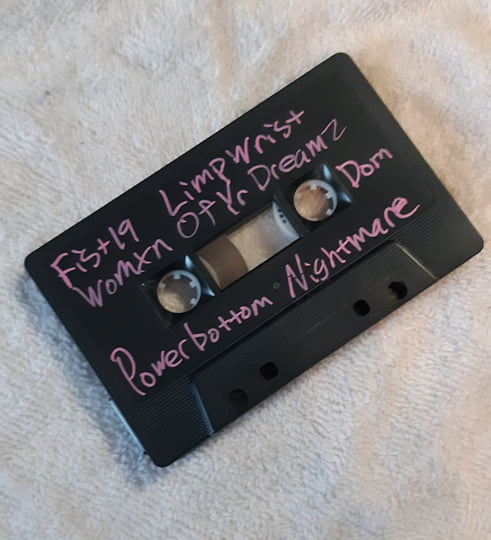 Fist19 Limpwrist
Womxn Of Yr Dreamz
Dom
Powerbottom Nightmare